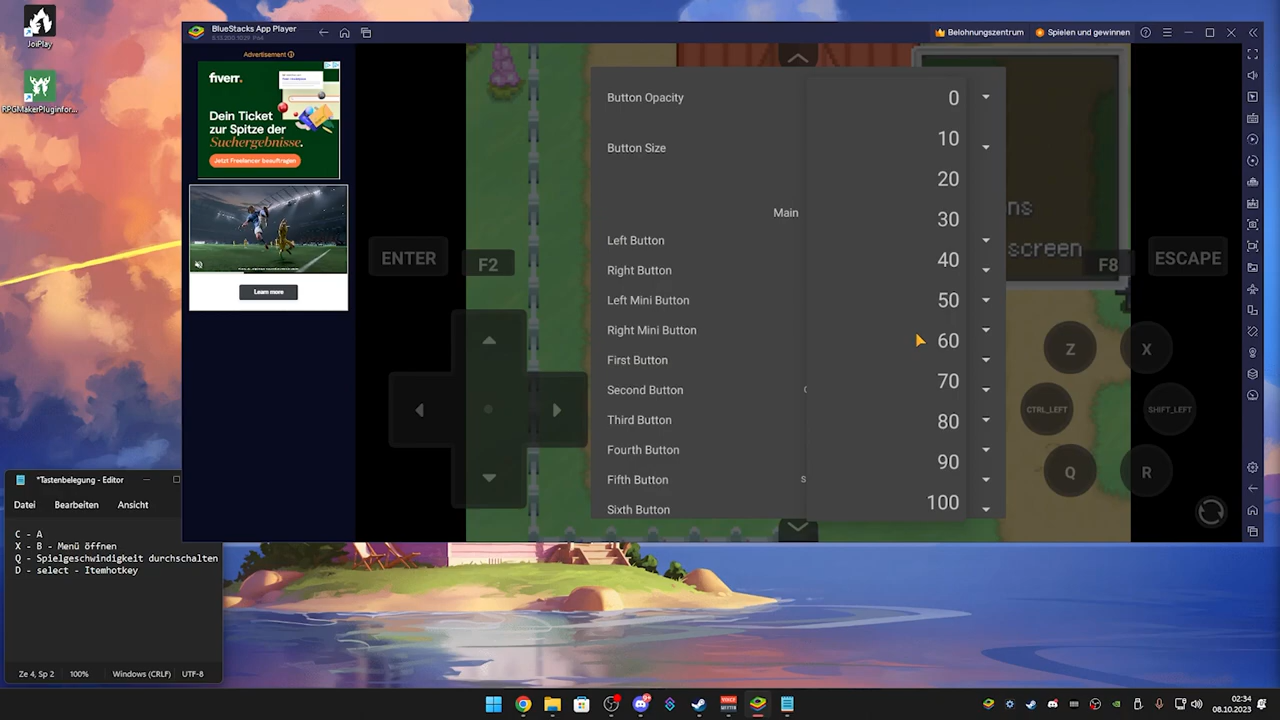 JoiPlay
RPGMakerPluginfor...
BlueStacks App Player
Belohnungszentrum
Spielen und gewinnen
Advertisement
fiverr.
Dein Ticket
zur Spitze der
Suchergebnisse.
Jetzt Freelancer beauftragen
Learn more
ENTER
F2
F8
ESCAPE
Z
X
CTRL_LEFT
SHIFT_LEFT
Q
R
ns
screen
Button Opacity
Button Size
Main
Left Button
Right Button
Left Mini Button
Right Mini Button
First Button
Second Button
Third Button
Fourth Button
Fifth Button
S
Sixth Button
0
10
20
30
40
50
60
70
80
90
100
*Tastenbelegung - Editor
Datei Bearbeiten Ansicht
C - A
X - B - Menü öffnen
Q - Spielgeschwindigkeit durchschalten
D - select - Itemhotkey
Ze 4, Sp 2 100% Windows (CRLF) UTF-8
02:34
08.10.2023